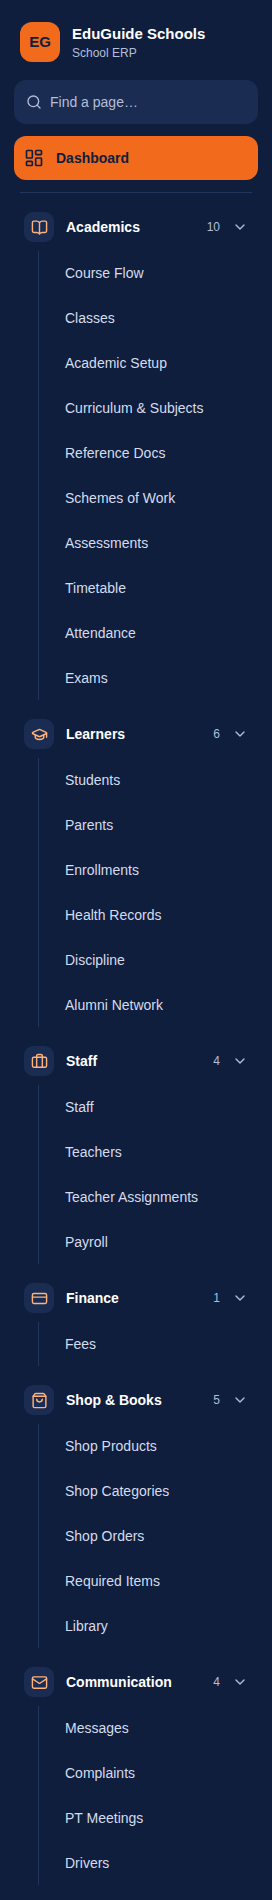 EG
EduGuide Schools
School ERP
Find a page…
Dashboard
Academics 10
Course Flow
Classes
Academic Setup
Curriculum & Subjects
Reference Docs
Schemes of Work
Assessments
Timetable
Attendance
Exams
Learners 6
Students
Parents
Enrollments
Health Records
Discipline
Alumni Network
Staff 4
Staff
Teachers
Teacher Assignments
Payroll
Finance 1
Fees
Shop & Books 5
Shop Products
Shop Categories
Shop Orders
Required Items
Library
Communication 4
Messages
Complaints
PT Meetings
Drivers